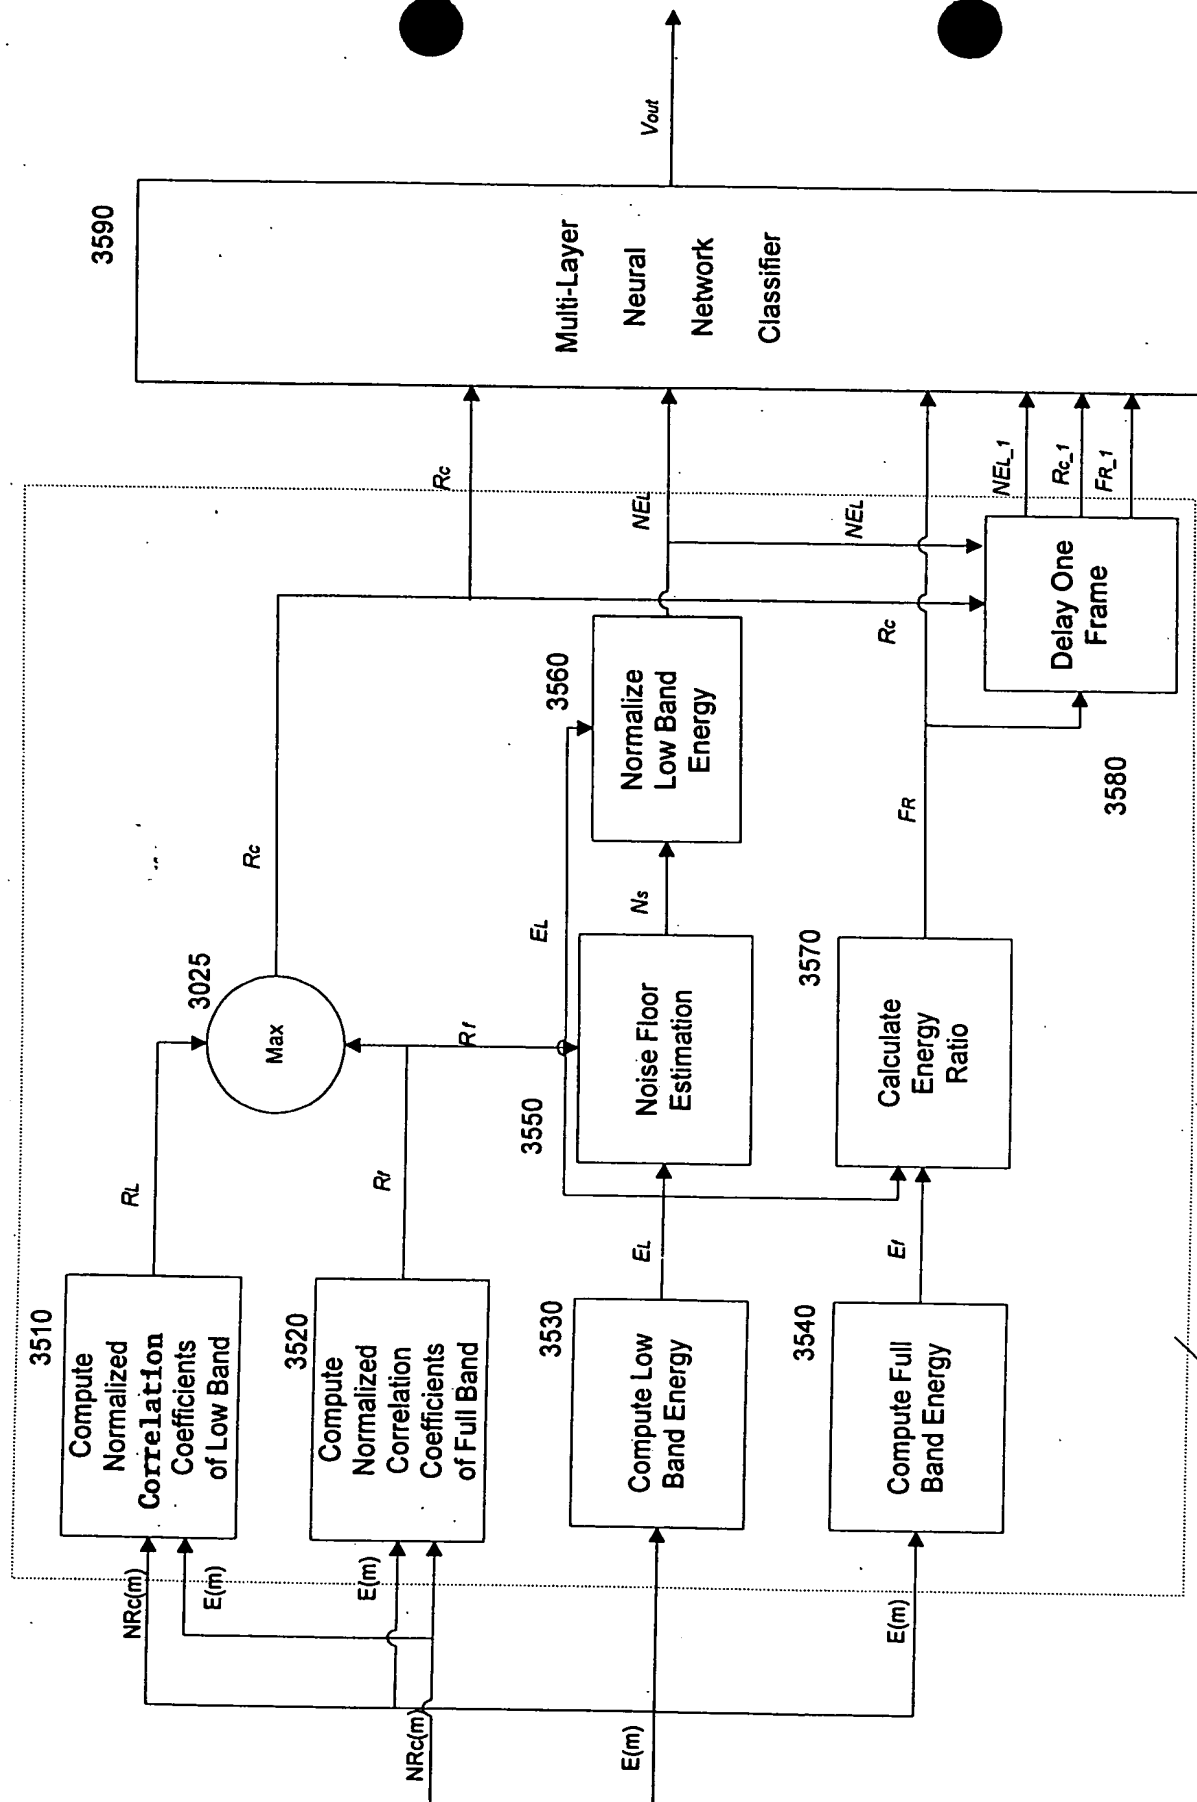 3510
Compute
Normalized
Correlation
Coefficients
of Low Band
NRc(m)
E(m)
RL
3025
Max
Rc
3590
Multi-Layer
Neural
Network
Classifier
Vout
3520
Compute
Normalized
Correlation
Coefficients
of Full Band
E(m)
NRc(m)
Rf
Rf
Rc
3530
Compute Low
Band Energy
E(m)
EL
3550
Noise Floor
Estimation
EL
Ns
3560
Normalize
Low Band
Energy
NEL
NEL
3540
Compute Full
Band Energy
E(m)
Ef
3570
Calculate
Energy
Ratio
FR
Rc
3580
Delay One
Frame
NEL_1
Rc_1
FR_1